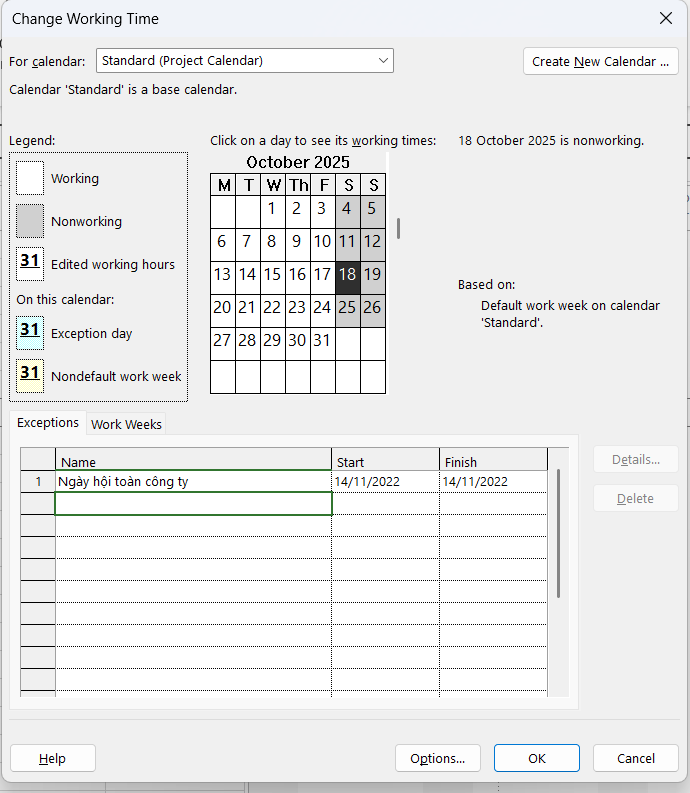 Change Working Time
For calendar: Standard (Project Calendar) Create New Calendar ...
Calendar 'Standard' is a base calendar.
Legend: Click on a day to see its working times: 18 October 2025 is nonworking.
October 2025
Working
M T W Th F S S
1 2 3 4 5
Nonworking
6 7 8 9 10 11 12
31 Edited working hours
13 14 15 16 17 18 19
Based on:
On this calendar:
Default work week on calendar
20 21 22 23 24 25 26
'Standard'.
31 Exception day
27 28 29 30 31
31 Nondefault work week
Exceptions Work Weeks
Name Start Finish
Details...
1 Ngày hội toàn công ty 14/11/2022 14/11/2022
Delete
Help Options... OK Cancel